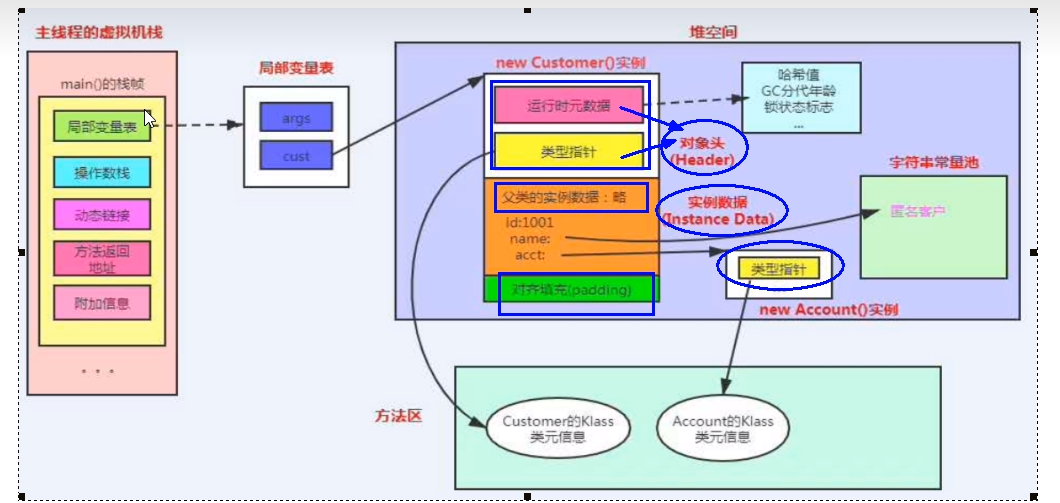 主线程的虚拟机栈
main()的栈帧
局部变量表
操作数栈
动态链接
方法返回
地址
附加信息
。。。
局部变量表
args
cust
堆空间
new Customer()实例
运行时元数据
类型指针
父类的实例数据：略
id:1001
name:
acct:
对齐填充(padding)
哈希值
GC分代年龄
锁状态标志
...
对象头
(Header)
实例数据
(Instance Data)
字符串常量池
匿名客户
类型指针
new Account()实例
方法区
Customer的Klass
类元信息
Account的Klass
类元信息